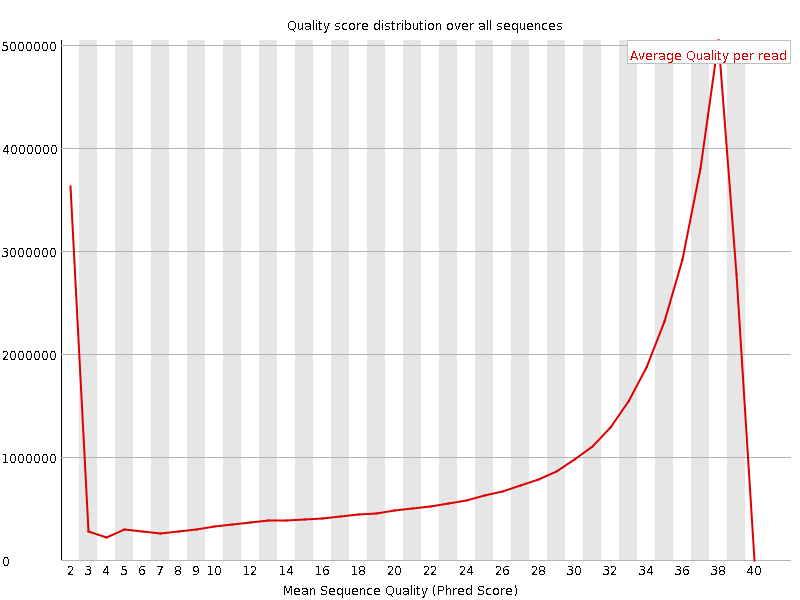 Quality score distribution over all sequences
5000000
Average Quality per read
4000000
3000000
2000000
1000000
0
2 3 4 5 6 7 8 9 10 12 14 16 18 20 22 24 26 28 30 32 34 36 38 40
Mean Sequence Quality (Phred Score)